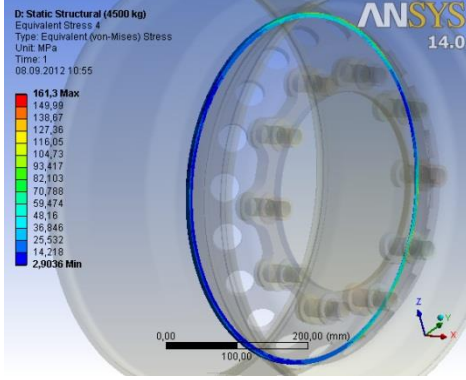 D: Static Structural (4500 kg)
Equivalent Stress 4
Type: Equivalent (von-Mises) Stress
Unit: MPa
Time: 1
08.09.2012 10:55
ANSYS
14.0
161,3 Max
149,99
138,67
127,36
116,05
104,73
93,417
82,103
70,788
59,474
48,16
36,846
25,532
14,218
2,9036 Min
0,00
200,00 (mm)
100,00
Z
Y
X